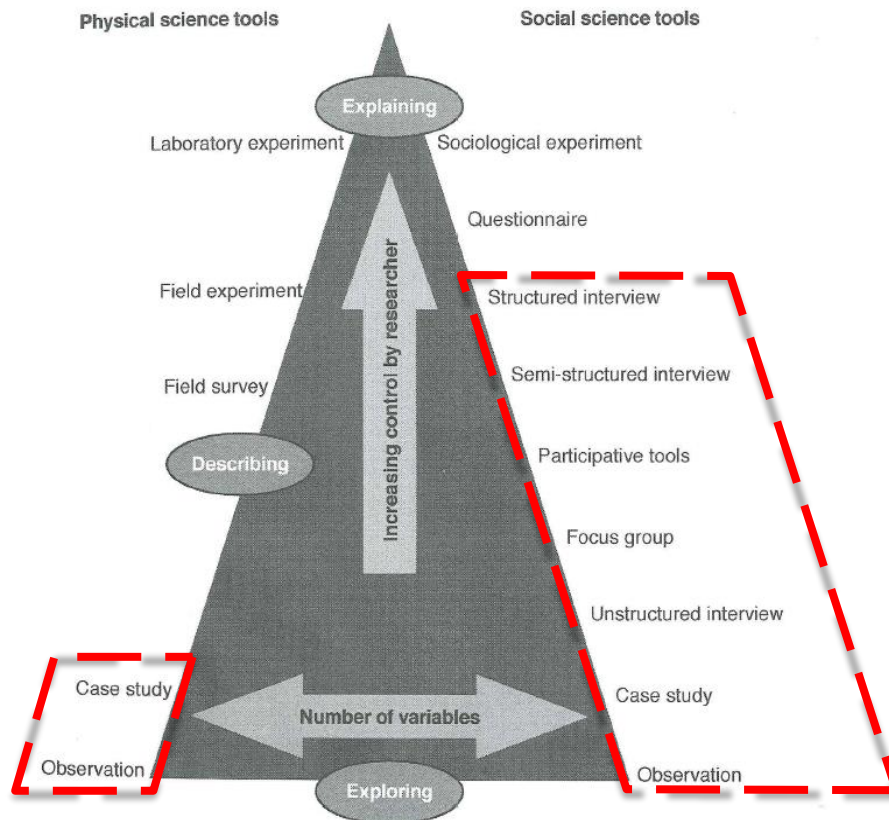 Physical science tools
Social science tools
Explaining
Laboratory experiment
Sociological experiment
Questionnaire
Increasing control by researcher
Field experiment
Structured interview
Field survey
Semi-structured interview
Describing
Participative tools
Focus group
Unstructured interview
Case study
Number of variables
Case study
Observation
Exploring
Observation